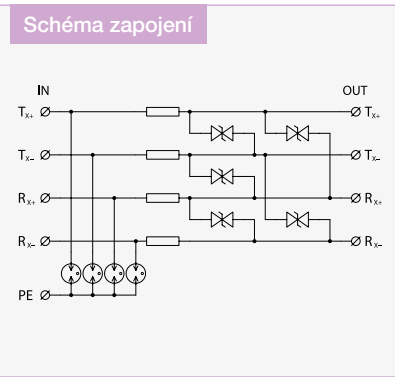 Schéma zapojení
IN OUT
Tx+ Tx+
Tx– Tx–
Rx+ Rx+
Rx– Rx–
PE